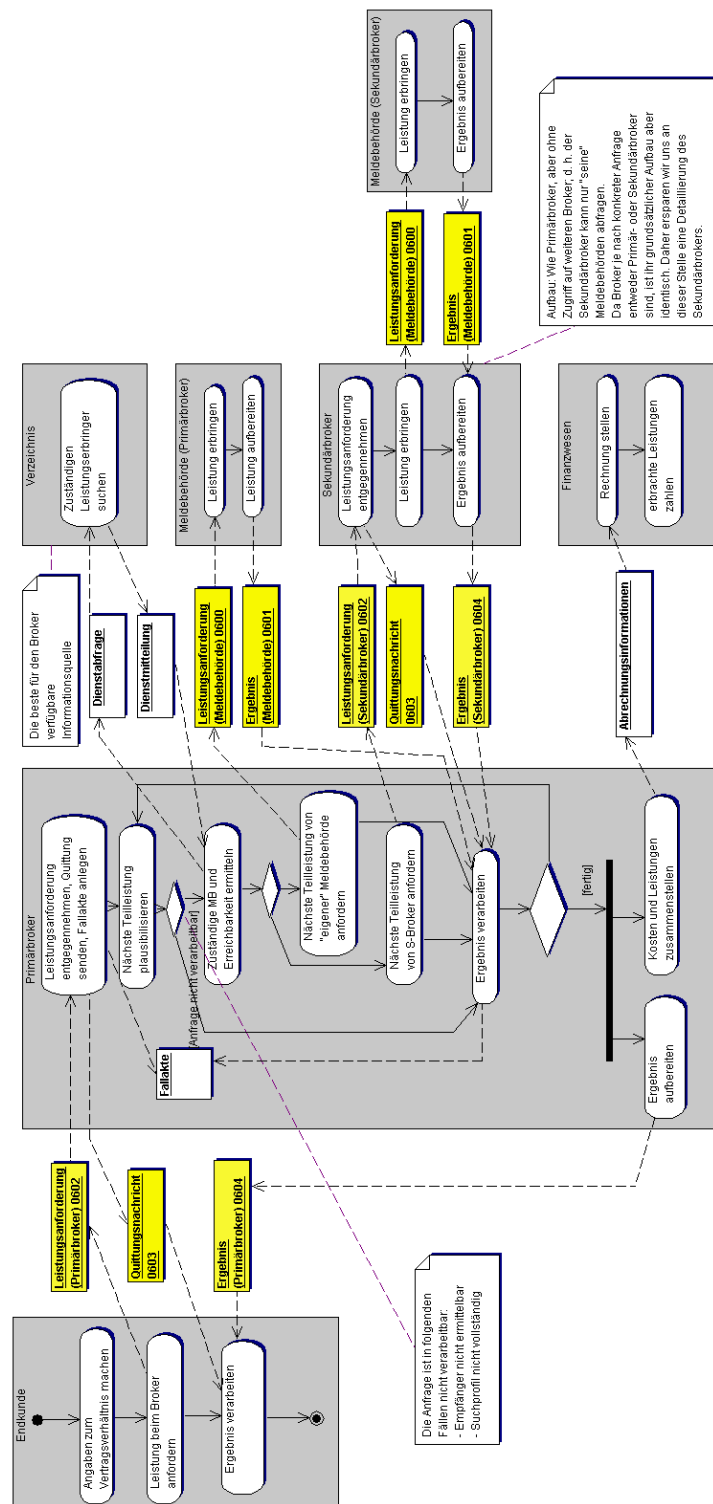 Endkunde
Angaben zum
Vertragsverhältnis machen
Leistung beim Broker
anfordern
Ergebnis verarbeiten
Leistungsanforderung
(Primärbroker) 0602
Quittungsnachricht
0603
Ergebnis
(Primärbroker) 0604
Die Anfrage ist in folgenden
Fällen nicht verarbeitbar:
- Empfänger nicht ermittelbar
- Suchprofil nicht vollständig
Primärbroker
Leistungsanforderung
entgegennehmen, Quittung
senden, Fallakte anlegen
Nächste Teilleistung
plausibilisieren
[Anfrage nicht verarbeitbar]
Fallakte
Zuständige MB und
Erreichbarkeit ermitteln
Nächste Teilleistung von
"eigener" Meldebehörde
anfordern
Nächste Teilleistung
von S-Broker anfordern
Ergebnis verarbeiten
[fertig]
Ergebnis
aufbereiten
Kosten und Leistungen
zusammenstellen
Die beste für den Broker
verfügbare
Informationsquelle
Dienstabfrage
Dienstmitteilung
Leistungsanforderung
(Meldebehörde) 0600
Ergebnis
(Meldebehörde) 0601
Leistungsanforderung
(Sekundärbroker) 0602
Quittungsnachricht
0603
Ergebnis
(Sekundärbroker) 0604
Abrechnungsinformationen
Verzeichnis
Zuständigen
Leistungserbringer
suchen
Meldebehörde (Primärbroker)
Leistung erbringen
Leistung aufbereiten
Sekundärbroker
Leistungsanforderung
entgegennehmen
Leistung erbringen
Ergebnis aufbereiten
Finanzwesen
Rechnung stellen
erbrachte Leistungen
zahlen
Leistungsanforderung
(Meldebehörde) 0600
Ergebnis
(Meldebehörde) 0601
Meldebehörde (Sekundärbroker)
Leistung erbringen
Ergebnis aufbereiten
Aufbau: Wie Primärbroker, aber ohne
Zugriff auf weiteren Broker, d. h. der
Sekundärbroker kann nur "seine"
Meldebehörden abfragen.
Da Broker je nach konkreter Anfrage
entweder Primär- oder Sekundärbroker
sind, ist ihr grundsätzlicher Aufbau aber
identisch. Daher ersparen wir uns an
dieser Stelle eine Detaillierung des
Sekundärbrokers.